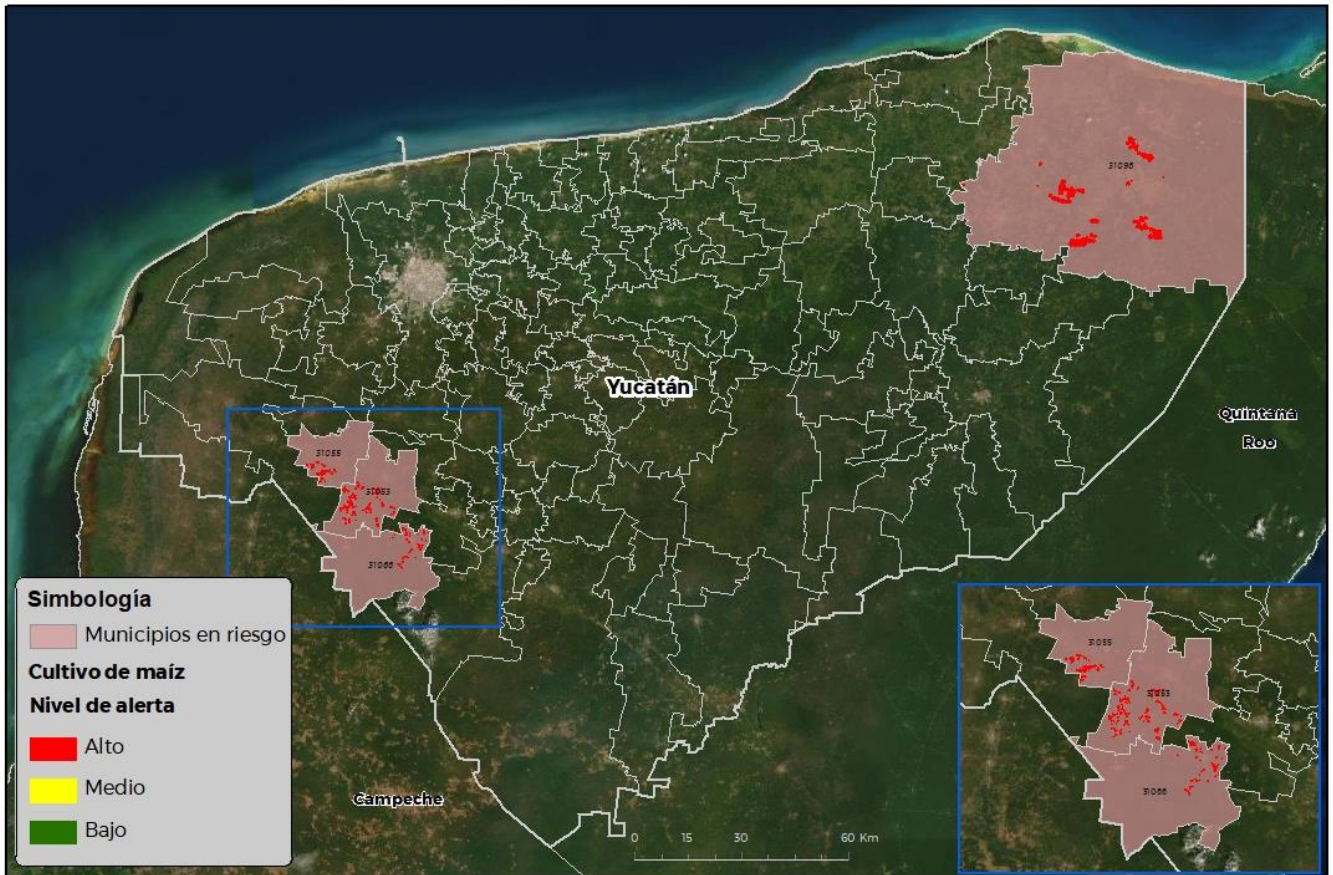 31096
Yucatán
Quintana
Roo
31055
31053
31066
Simbología
Municipios en riesgo
Cultivo de maíz
Nivel de alerta
Alto
Medio
Bajo
Campeche
0 15 30 60 Km
31055
31053
31066